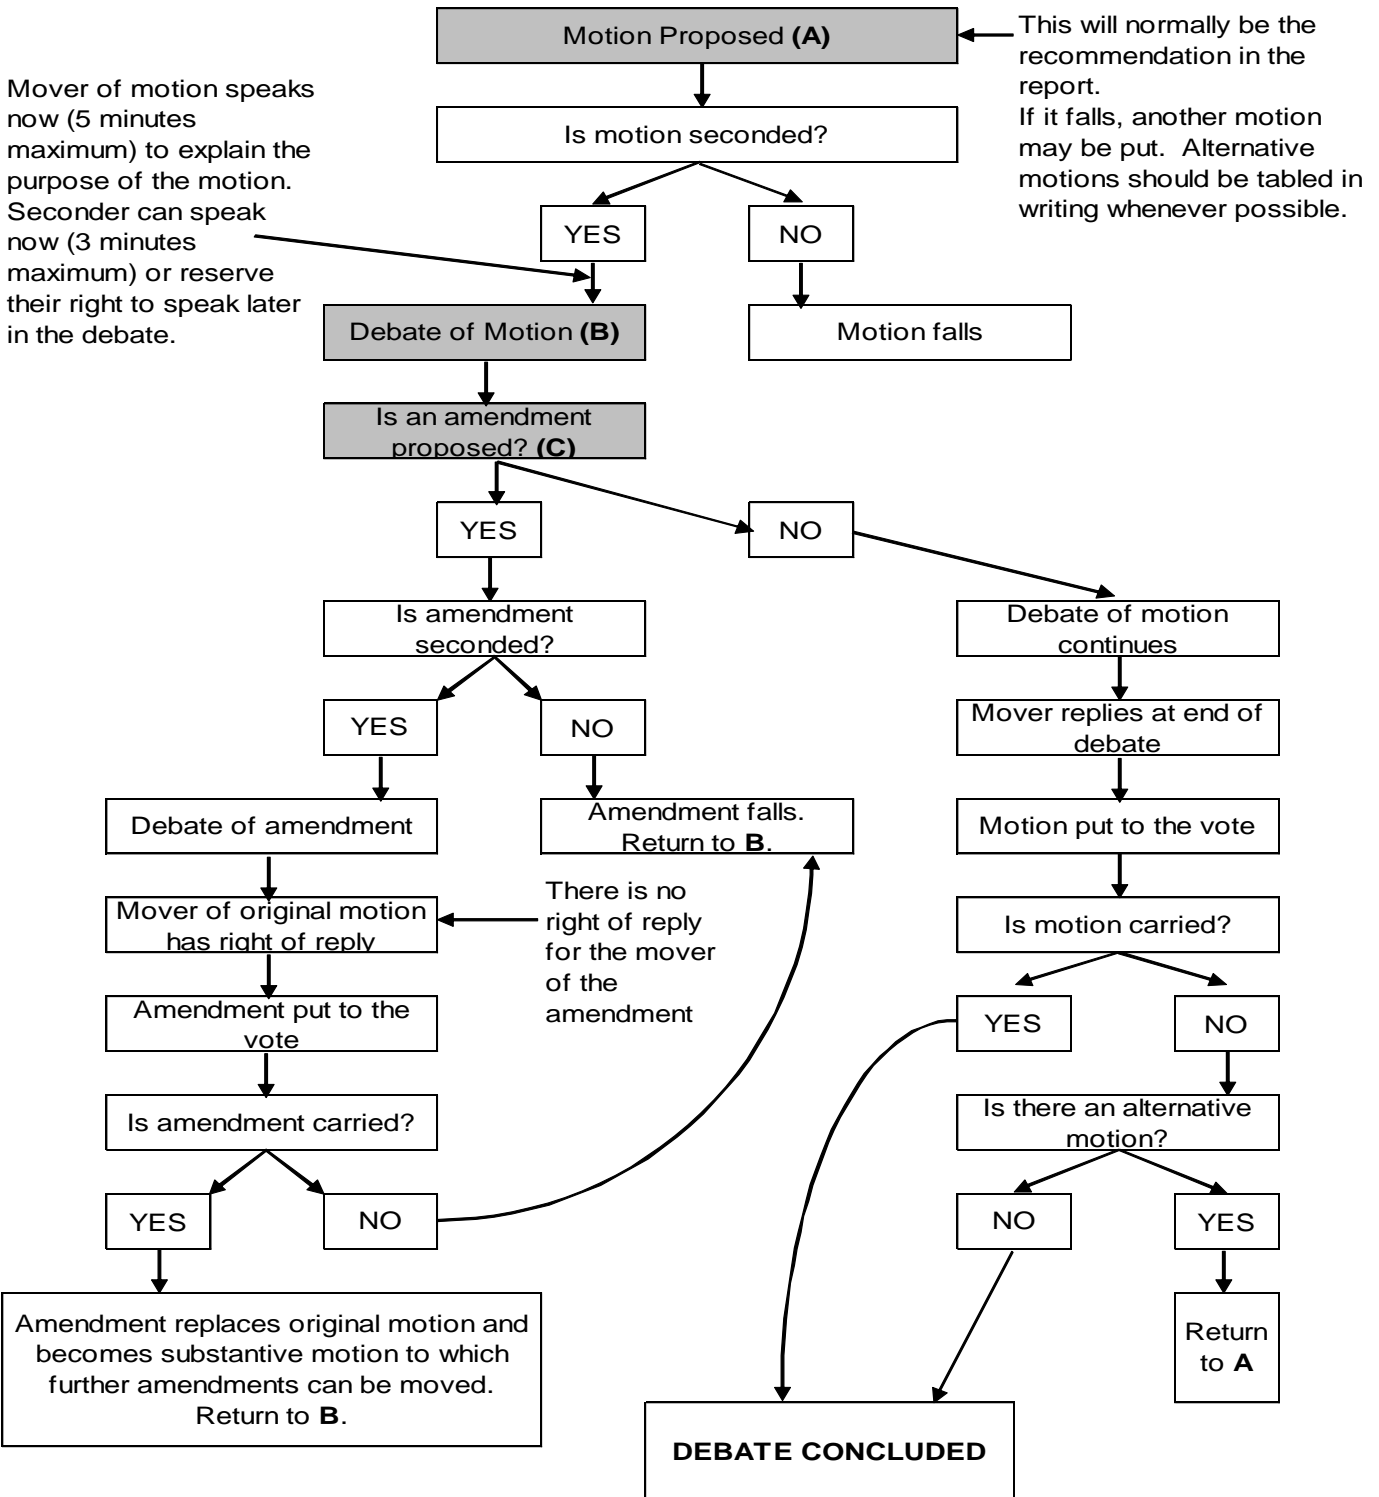 Motion Proposed (A)
This will normally be the
recommendation in the
report.
If it falls, another motion
may be put. Alternative
motions should be tabled in
writing whenever possible.
Mover of motion speaks
now (5 minutes
maximum) to explain the
purpose of the motion.
Seconder can speak
now (3 minutes
maximum) or reserve
their right to speak later
in the debate.
Is motion seconded?
YES
NO
Debate of Motion (B)
Motion falls
Is an amendment
proposed? (C)
YES
NO
Is amendment
seconded?
Debate of motion
continues
YES
NO
Mover replies at end of
debate
Debate of amendment
Amendment falls.
Return to B.
Motion put to the vote
Mover of original motion
has right of reply
There is no
right of reply
for the mover
of the
amendment
Is motion carried?
Amendment put to the
vote
YES
NO
Is amendment carried?
Is there an alternative
motion?
YES
NO
NO
YES
Amendment replaces original motion and
becomes substantive motion to which
further amendments can be moved.
Return to B.
Return
to A
DEBATE CONCLUDED